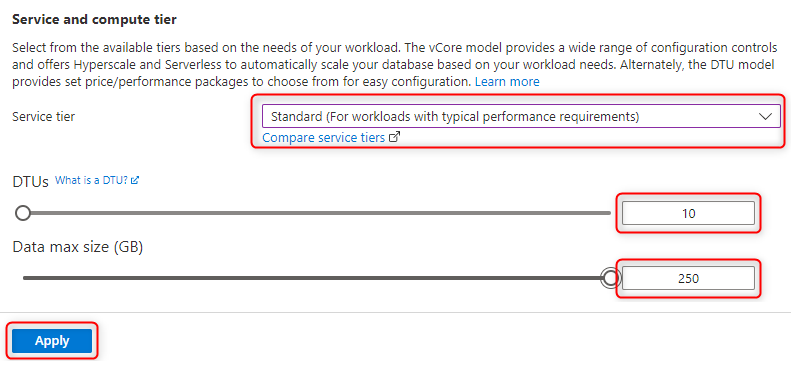 Service and compute tier
Select from the available tiers based on the needs of your workload. The vCore model provides a wide range of configuration controls
and offers Hyperscale and Serverless to automatically scale your database based on your workload needs. Alternately, the DTU model
provides set price/performance packages to choose from for easy configuration. Learn more
Service tier
Standard (For workloads with typical performance requirements)
Compare service tiers
DTUs What is a DTU?
10
Data max size (GB)
250
Apply